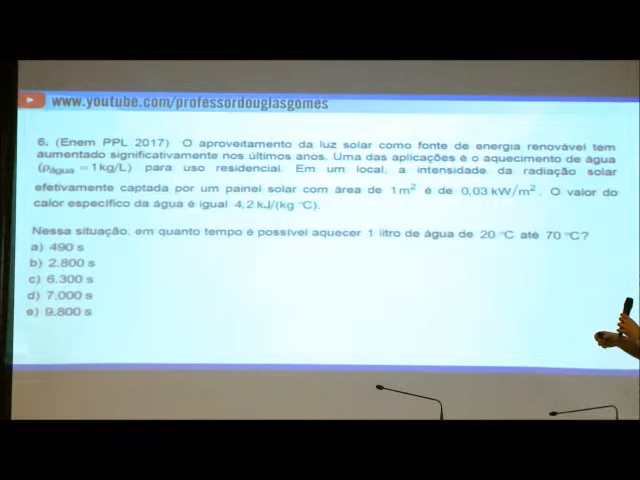 www.youtube.com/professordouglasgomes
6. (Enem PPL 2017) O aproveitamento da luz solar como fonte de energia renovável tem
aumentado significativamente nos últimos anos. Uma das aplicações é o aquecimento de água
(ρágua = 1 kg/L) para uso residencial. Em um local, a intensidade da radiação solar
efetivamente captada por um painel solar com área de 1 m² é de 0,03 kW/m². O valor do
calor específico da água é igual 4,2 kJ/(kg °C).
Nessa situação, em quanto tempo é possível aquecer 1 litro de água de 20 °C até 70 °C?
a) 490 s
b) 2.800 s
c) 6.300 s
d) 7.000 s
e) 9.800 s